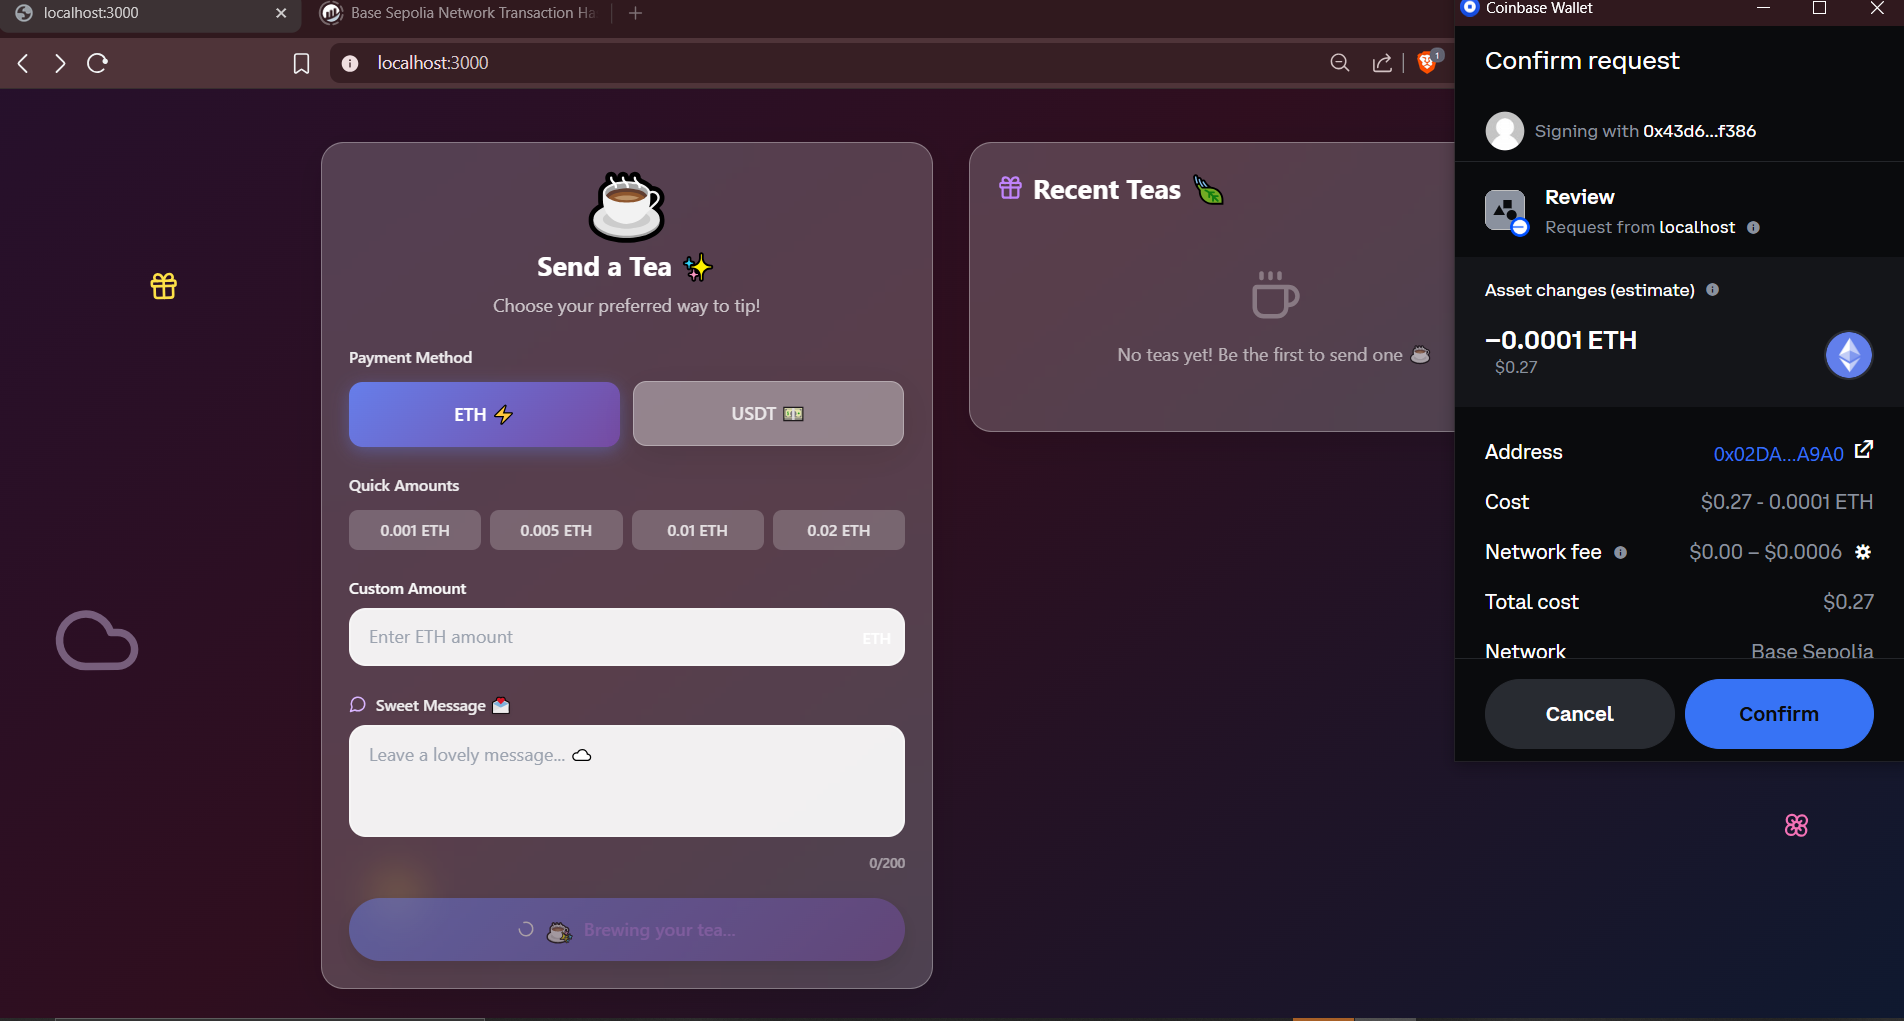 localhost:3000
Base Sepolia Network Transaction Ha
localhost:3000
1
Send a Tea
Choose your preferred way to tip!
Payment Method
ETH
USDT
Quick Amounts
0.001 ETH
0.005 ETH
0.01 ETH
0.02 ETH
Custom Amount
Enter ETH amount
ETH
Sweet Message
Leave a lovely message...
0/200
Brewing your tea...
Recent Teas
No teas yet! Be the first to send one
Coinbase Wallet
Confirm request
Signing with 0x43d6...f386
Review
Request from localhost
Asset changes (estimate)
−0.0001 ETH
$0.27
Address 0x02DA...A9A0
Cost $0.27 - 0.0001 ETH
Network fee $0.00 – $0.0006
Total cost $0.27
Network Base Sepolia
Cancel
Confirm